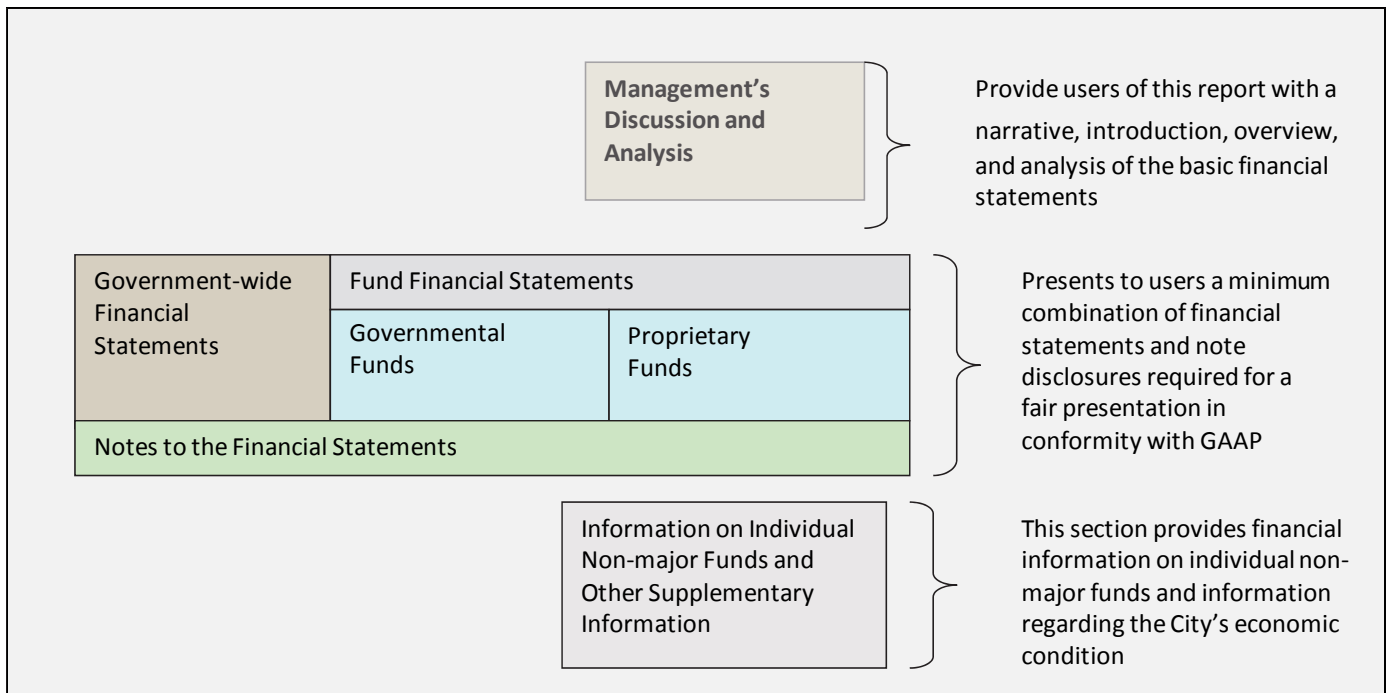 Management’s
Discussion and
Analysis
Provide users of this report with a
narrative, introduction, overview,
and analysis of the basic financial
statements
Government-wide
Financial
Statements
Fund Financial Statements
Governmental
Funds
Proprietary
Funds
Notes to the Financial Statements
Presents to users a minimum
combination of financial
statements and note
disclosures required for a
fair presentation in
conformity with GAAP
Information on Individual
Non-major Funds and
Other Supplementary
Information
This section provides financial
information on individual non-
major funds and information
regarding the City’s economic
condition